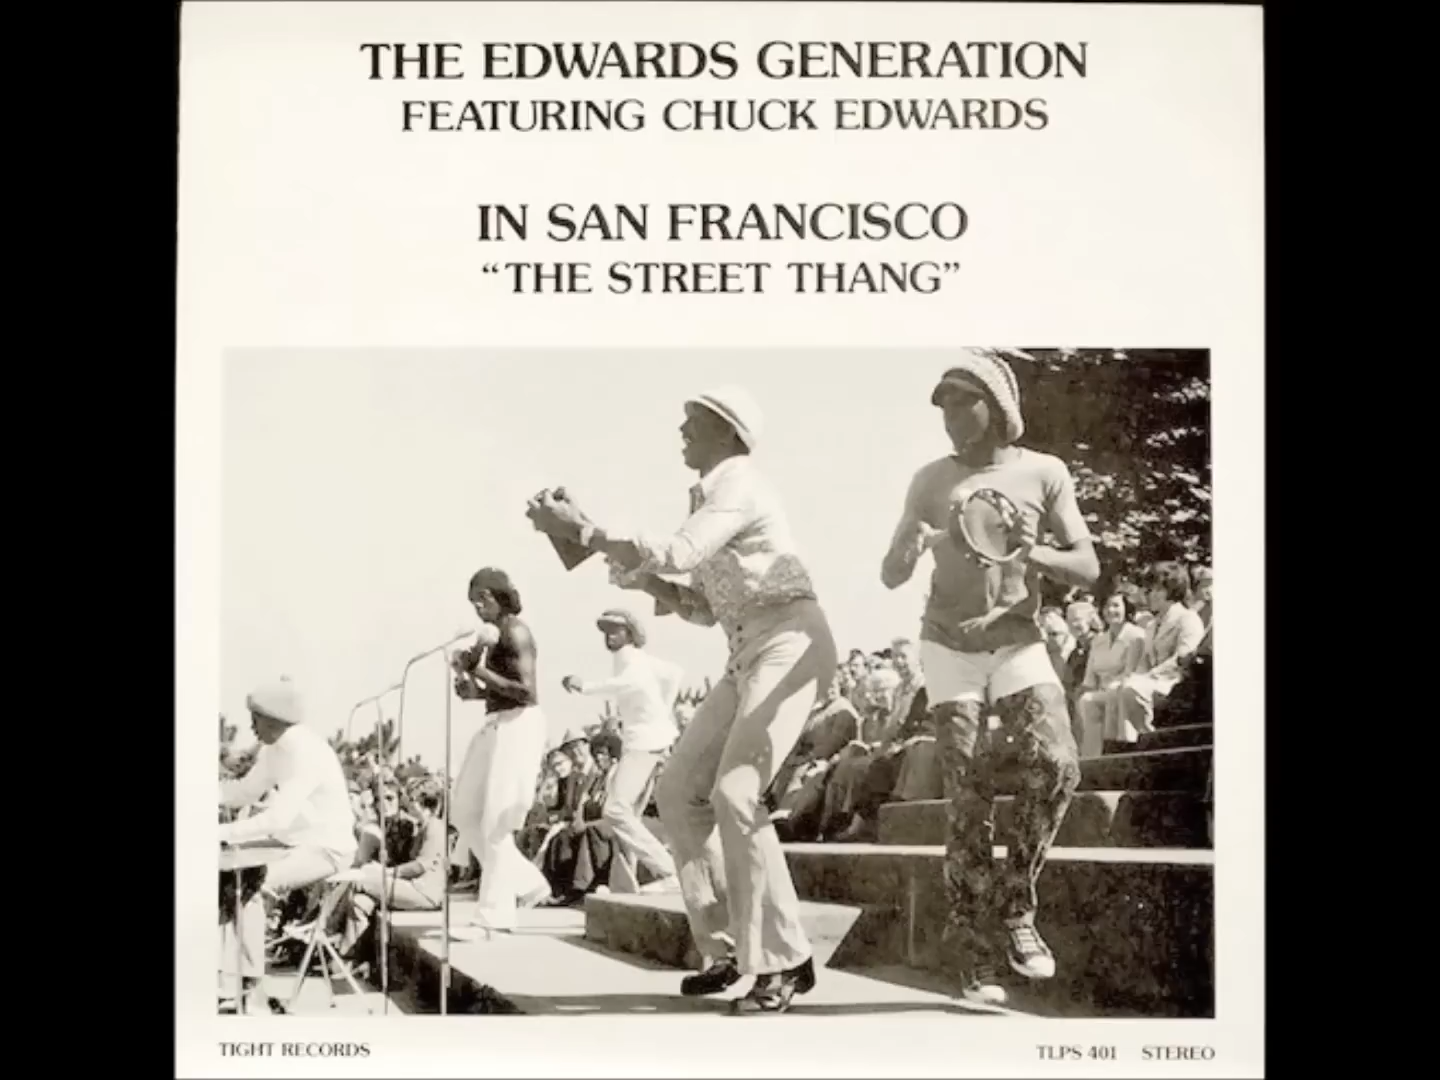 THE EDWARDS GENERATION
FEATURING CHUCK EDWARDS
IN SAN FRANCISCO
“THE STREET THANG”
TIGHT RECORDS
TLPS 401 STEREO